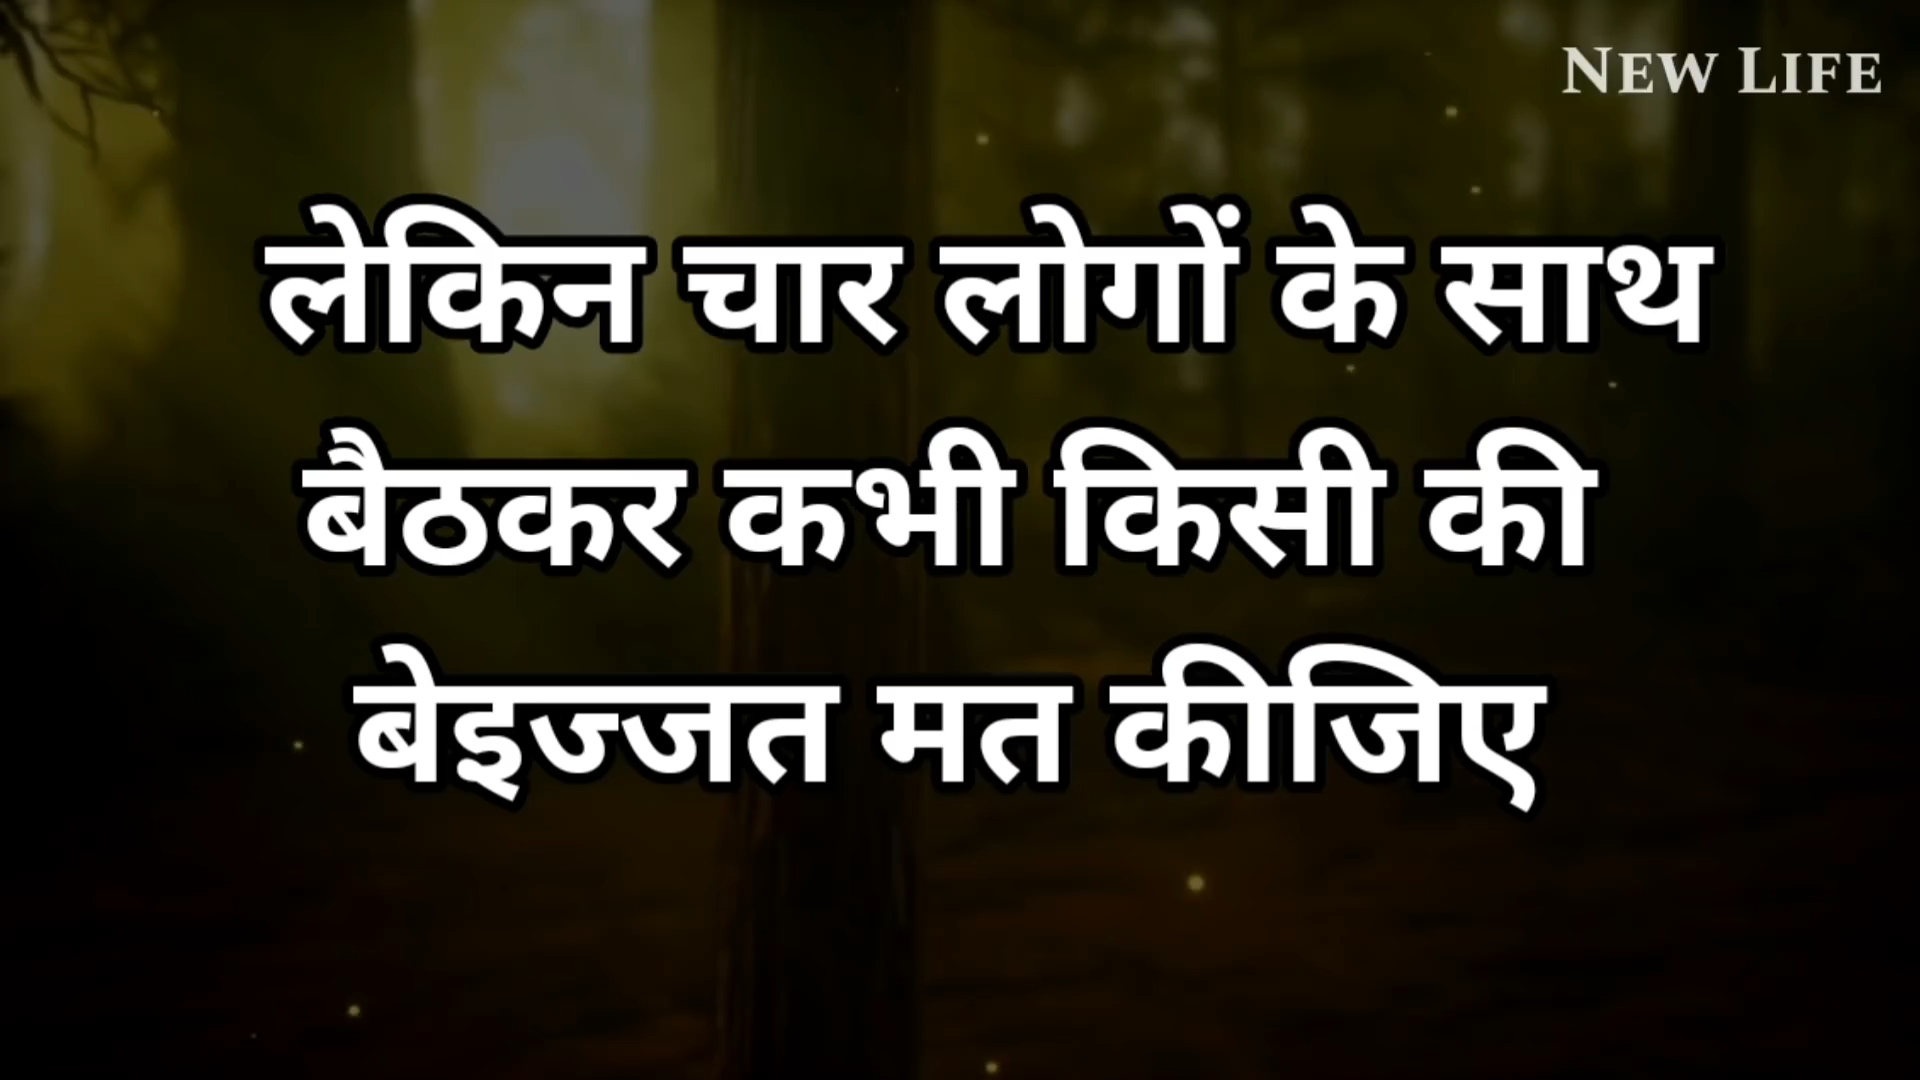 NEW LIFE
लेकिन चार लोगों के साथ
बैठकर कभी किसी की
बेइज्जत मत कीजिए